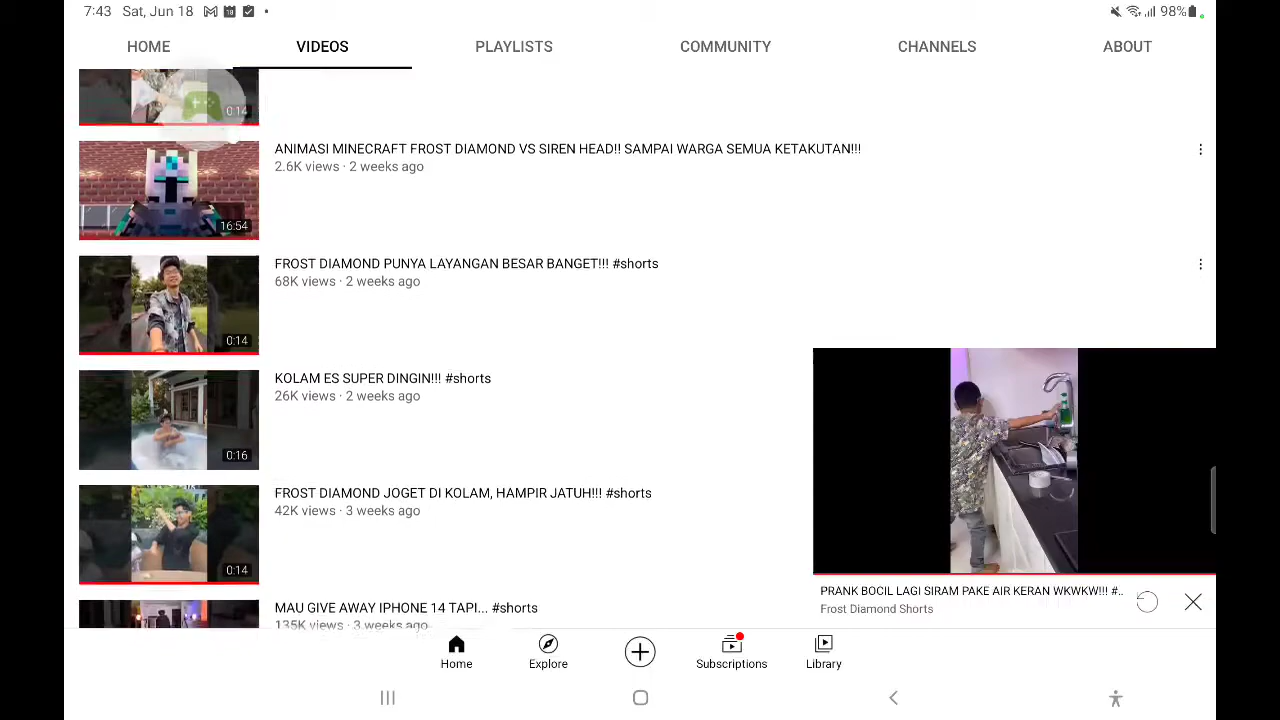 7:43 Sat, Jun 18 98%
HOME VIDEOS PLAYLISTS COMMUNITY CHANNELS ABOUT
0:14
ANIMASI MINECRAFT FROST DIAMOND VS SIREN HEAD!! SAMPAI WARGA SEMUA KETAKUTAN!!!
2.6K views · 2 weeks ago
16:54
FROST DIAMOND PUNYA LAYANGAN BESAR BANGET!!! #shorts
68K views · 2 weeks ago
0:14
KOLAM ES SUPER DINGIN!!! #shorts
26K views · 2 weeks ago
0:16
FROST DIAMOND JOGET DI KOLAM, HAMPIR JATUH!!! #shorts
42K views · 3 weeks ago
0:14
MAU GIVE AWAY IPHONE 14 TAPI... #shorts
135K views · 3 weeks ago
PRANK BOCIL LAGI SIRAM PAKE AIR KERAN WKWKW!!! #..
Frost Diamond Shorts
Home Explore Subscriptions Library